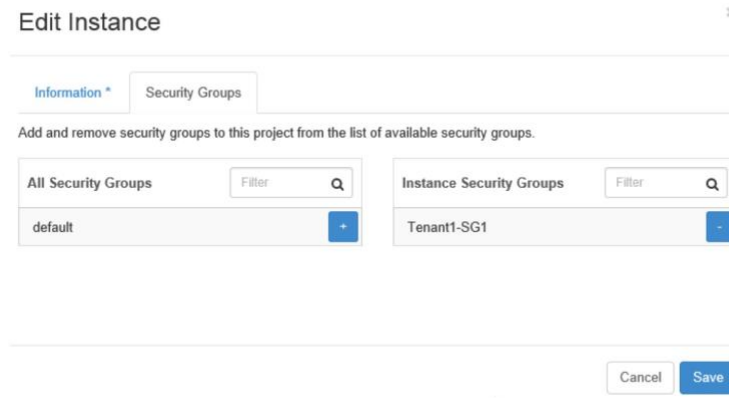 Edit Instance
Information *
Security Groups
Add and remove security groups to this project from the list of available security groups.
All Security Groups
Filter
Instance Security Groups
Filter
default
+
Tenant1-SG1
-
Cancel
Save